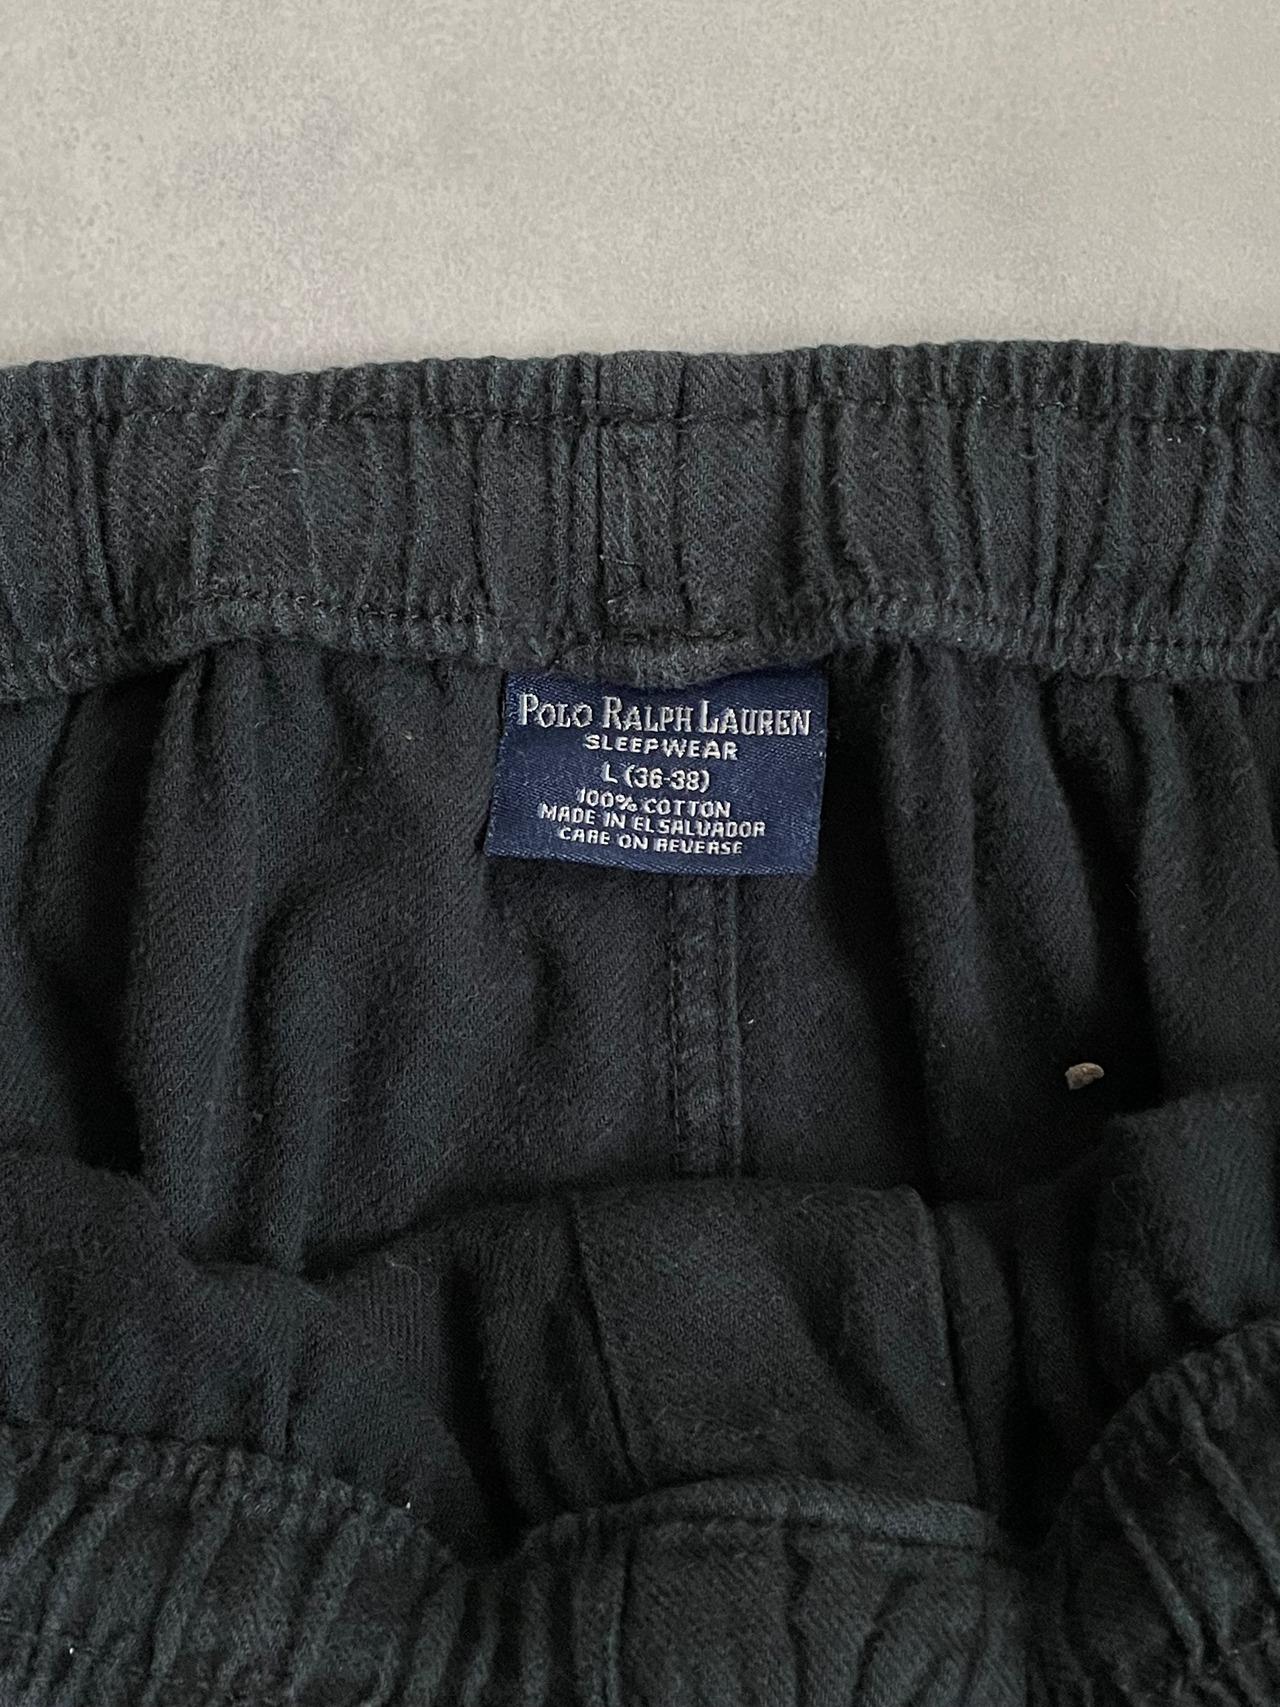 POLO RALPH LAUREN
SLEEPWEAR
L (36-38)
100% COTTON
MADE IN EL SALVADOR
CARE ON REVERSE